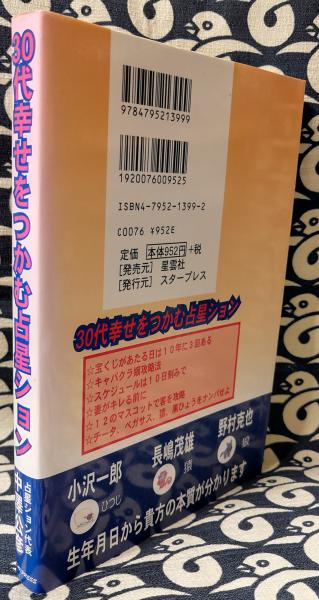 30代幸せをつかむ占星ション
占星ション代表
9784795213999
1920076009525
ISBN4-7952-1399-2
C0076 ¥952E
定価 本体952円+税
[発売元] 星雲社
[発行元] スタープレス
30代幸せをつかむ占星ション
☆宝くじがあたる日は10年に3回ある
☆キャバクラ嬢攻略法
☆スケジュールは10日刻みで
☆妻がキレる前に
☆12のマスコットで客を攻略
☆チータ、ペガサス、狼、黒ひょうをナンパせよ
小沢一郎
ひつじ
長嶋茂雄
猿
野村克也
狼
生年月日から貴方の本質が分かります